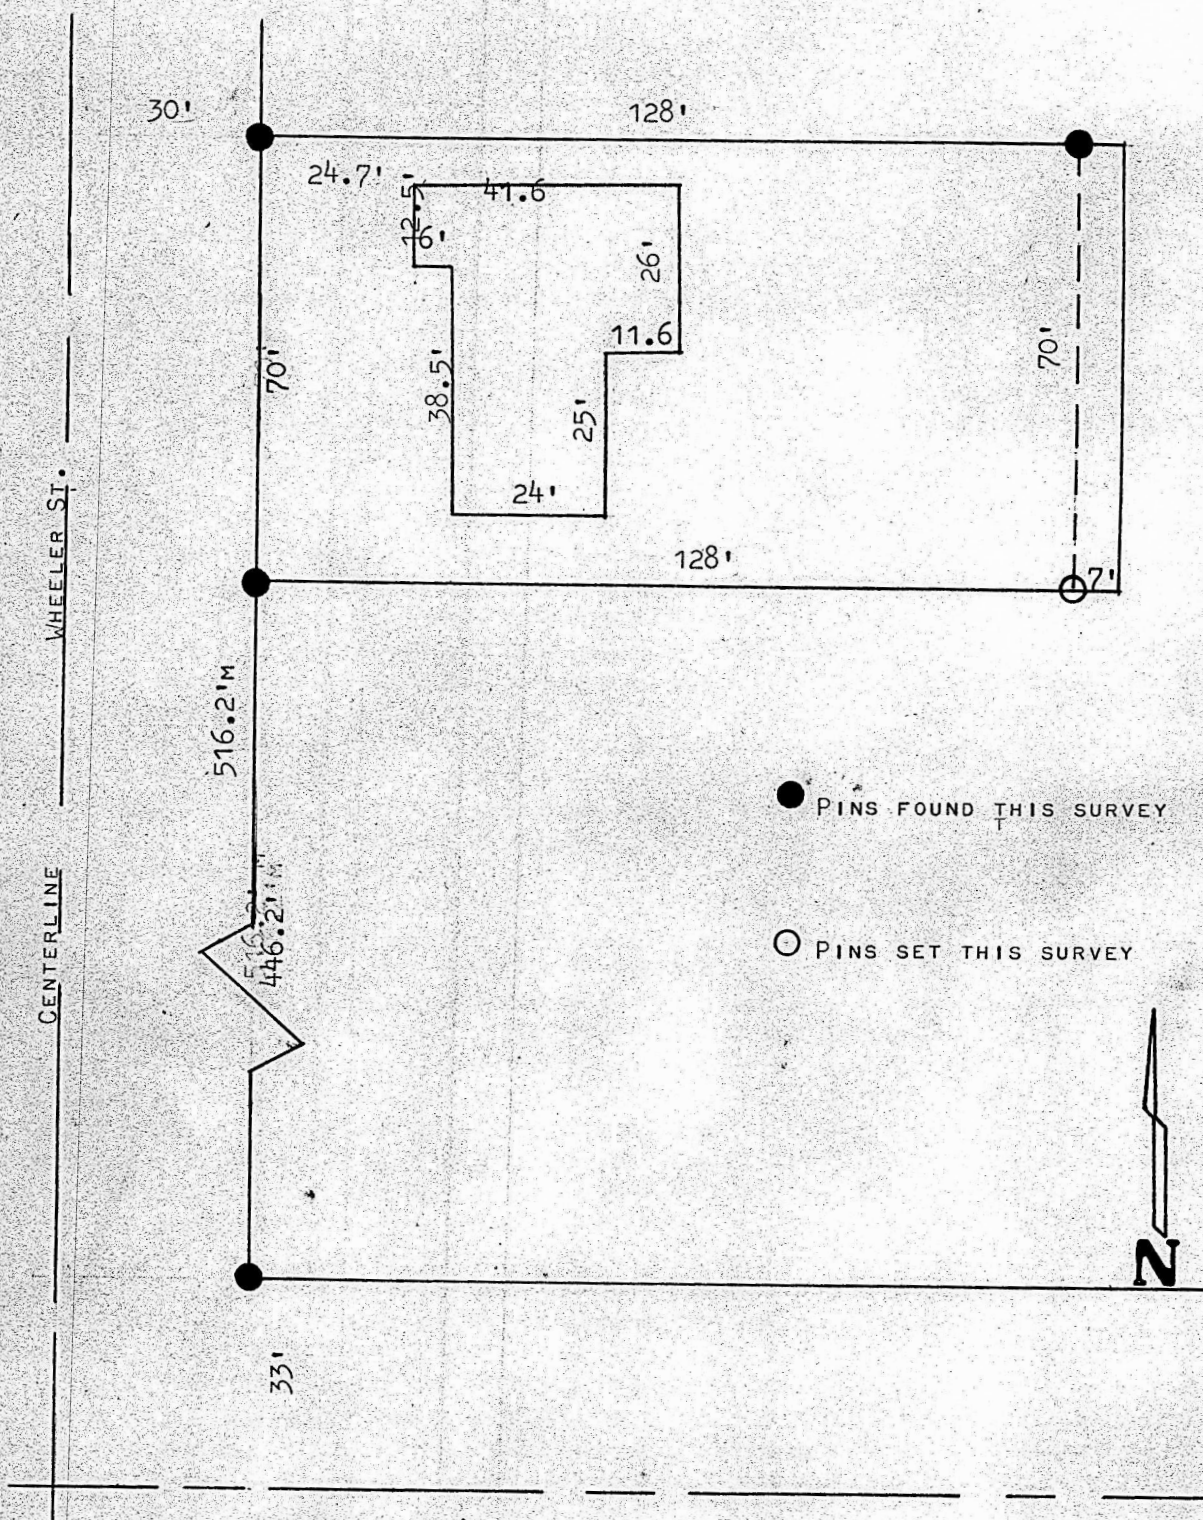 30'
128'
24.7'
41.6
12.5'
16'
26'
11.6
70'
70'
38.5'
25'
24'
WHEELER ST.
128'
7'
516.2'M
PINS FOUND THIS SURVEY
T
446.2'M
CENTERLINE
PINS SET THIS SURVEY
N
33'